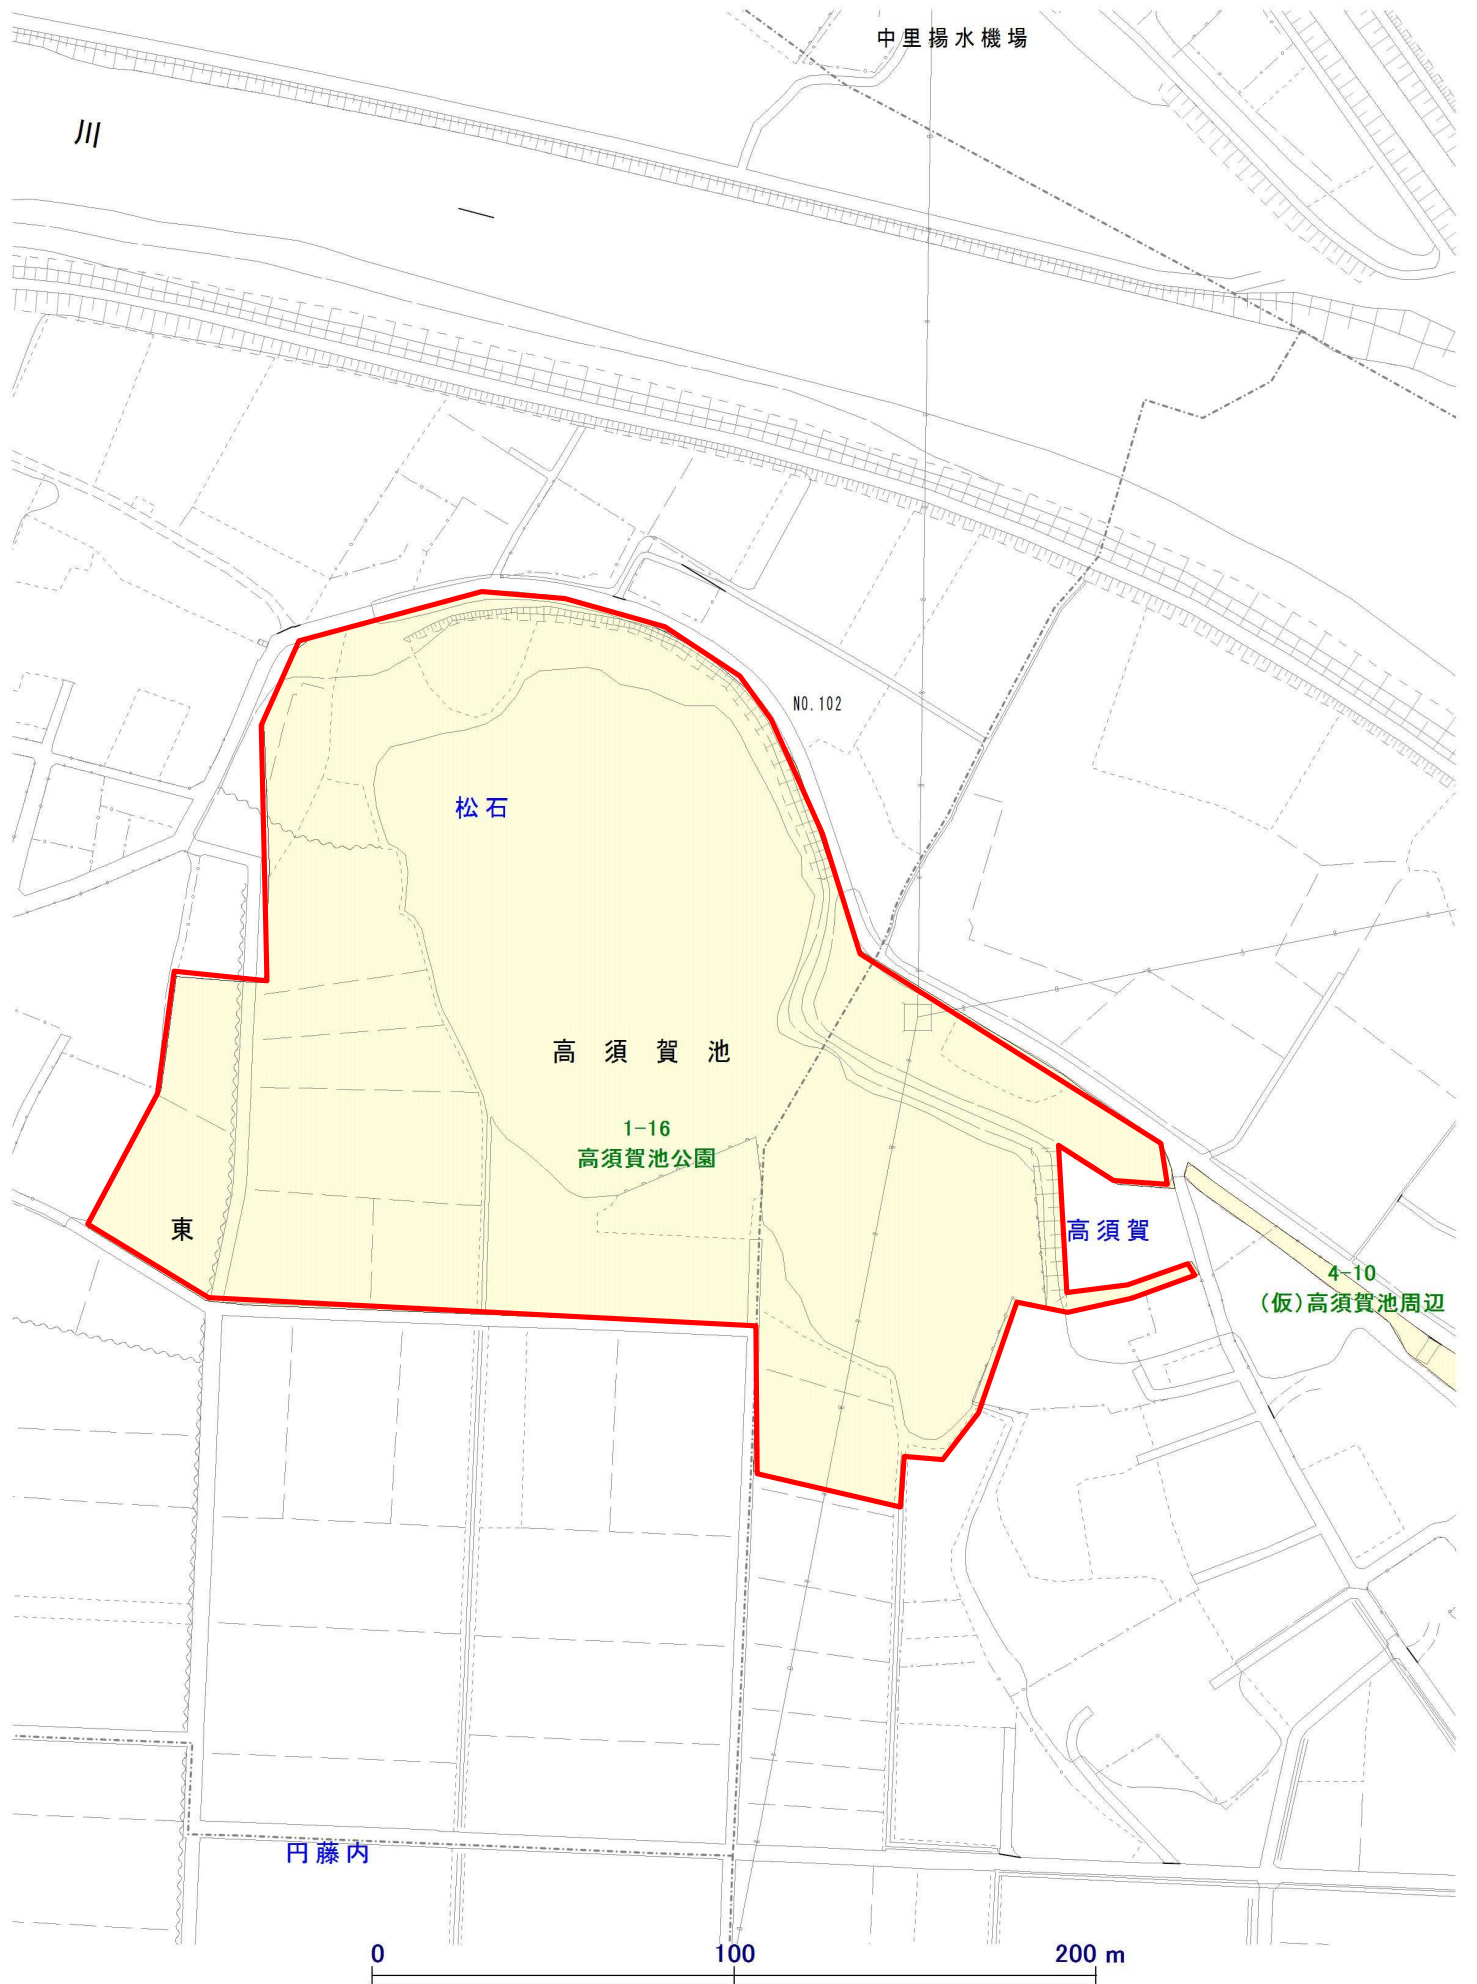 中里揚水機場
川
NO.102
松石
高須賀池
1-16
高須賀池公園
東
高須賀
4-10
(仮)高須賀池周辺
円藤内
0 100 200 m